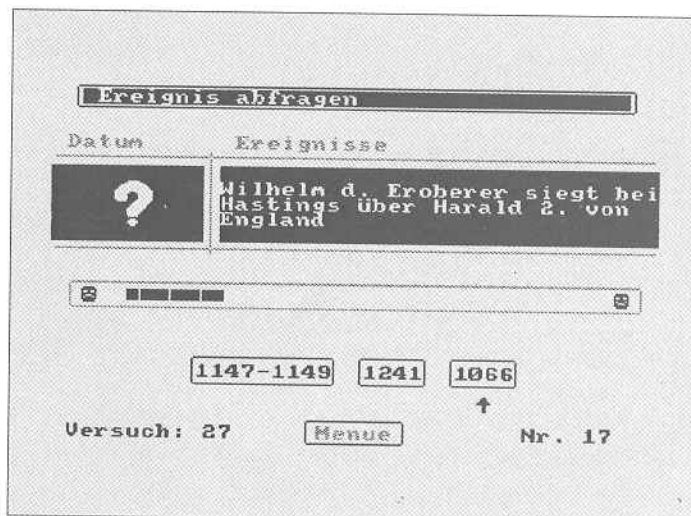 Ereignis abfragen
Datum Ereignisse
?
Wilhelm d. Eroberer siegt bei
Hastings über Harald 2. von
England
1147-1149 1241 1066
Versuch: 27 Menue Nr. 17